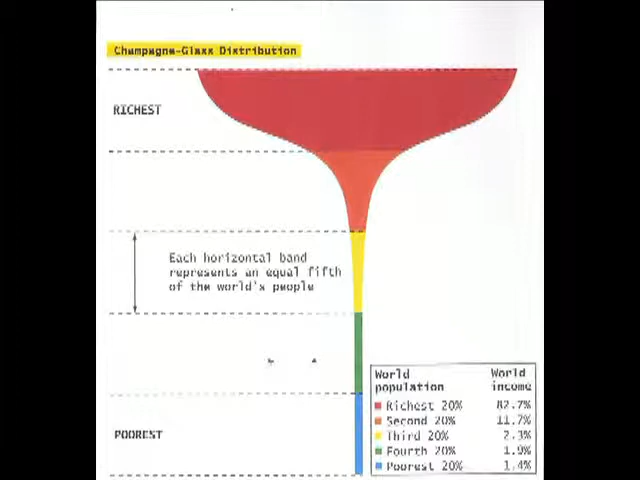 Champagne-Glass Distribution
RICHEST
Each horizontal band
represents an equal fifth
of the world's people
POOREST
World population World income
Richest 20% 82.7%
Second 20% 11.7%
Third 20% 2.3%
Fourth 20% 1.9%
Poorest 20% 1.4%